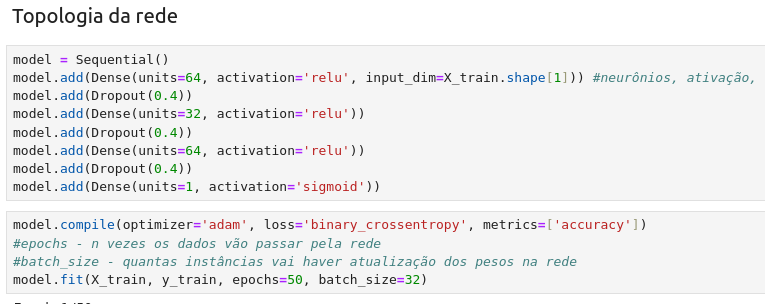 Topologia da rede
model = Sequential()
model.add(Dense(units=64, activation='relu', input_dim=X_train.shape[1])) #neurônios, ativação,
model.add(Dropout(0.4))
model.add(Dense(units=32, activation='relu'))
model.add(Dropout(0.4))
model.add(Dense(units=64, activation='relu'))
model.add(Dropout(0.4))
model.add(Dense(units=1, activation='sigmoid'))
model.compile(optimizer='adam', loss='binary_crossentropy', metrics=['accuracy'])
#epochs - n vezes os dados vão passar pela rede
#batch_size - quantas instâncias vai haver atualização dos pesos na rede
model.fit(X_train, y_train, epochs=50, batch_size=32)